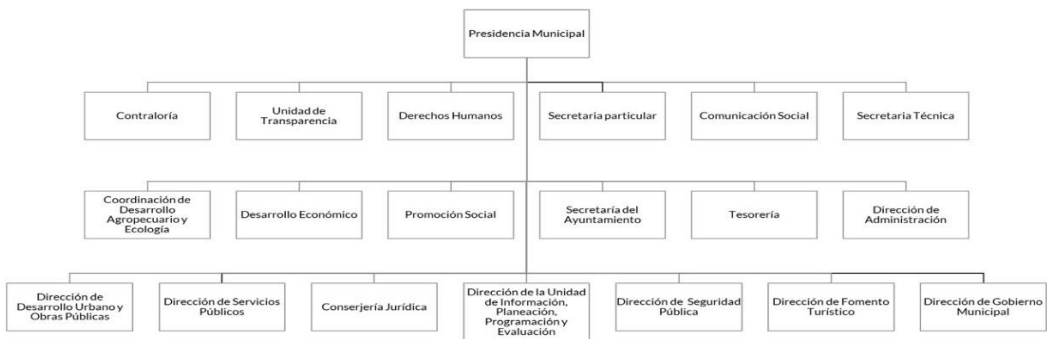 Presidencia Municipal
Contraloría
Unidad de
Transparencia
Derechos Humanos
Secretaria particular
Comunicación Social
Secretaria Técnica
Coordinación de
Desarrollo
Agropecuario y
Ecología
Desarrollo Económico
Promoción Social
Secretaría del
Ayuntamiento
Tesorería
Dirección de
Administración
Dirección de
Desarrollo Urbano y
Obras Públicas
Dirección de Servicios
Públicos
Conserjería Jurídica
Dirección de la Unidad
de Información,
Planeación,
Programación y
Evaluación
Dirección de Seguridad
Pública
Dirección de Fomento
Turístico
Dirección de Gobierno
Municipal